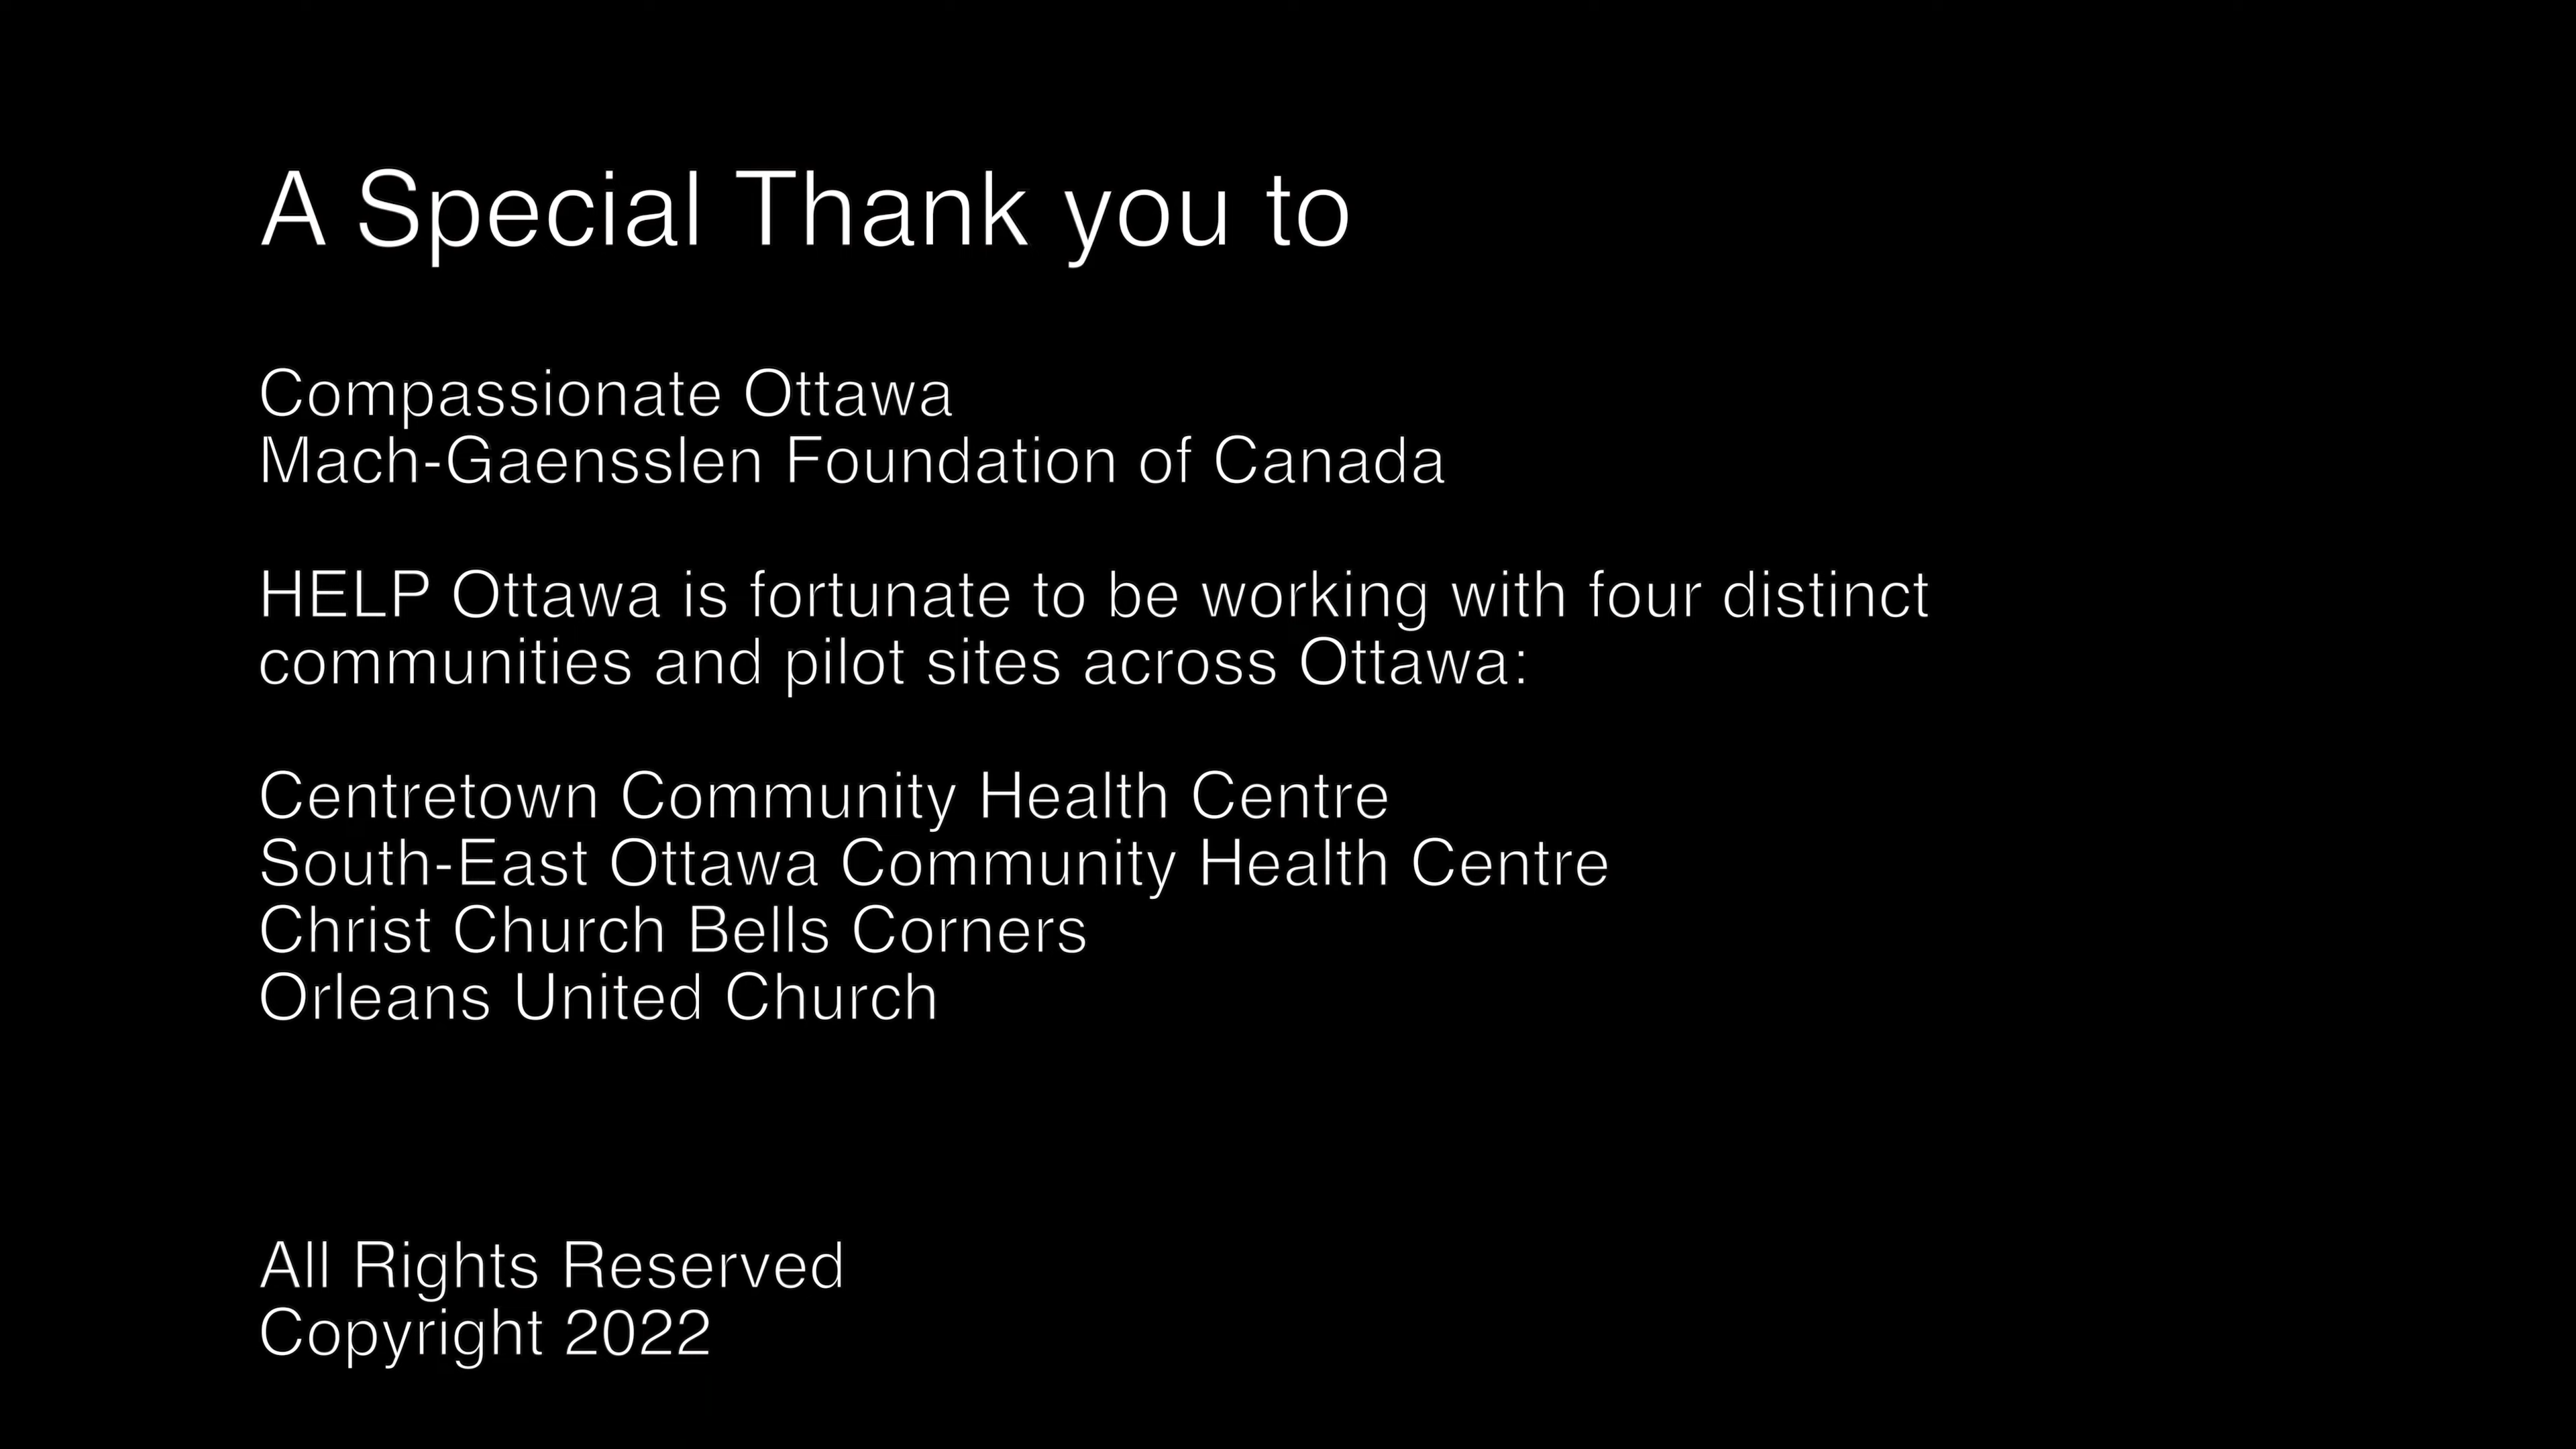 A Special Thank you to
Compassionate Ottawa
Mach-Gaensslen Foundation of Canada
HELP Ottawa is fortunate to be working with four distinct
communities and pilot sites across Ottawa:
Centretown Community Health Centre
South-East Ottawa Community Health Centre
Christ Church Bells Corners
Orleans United Church
All Rights Reserved
Copyright 2022